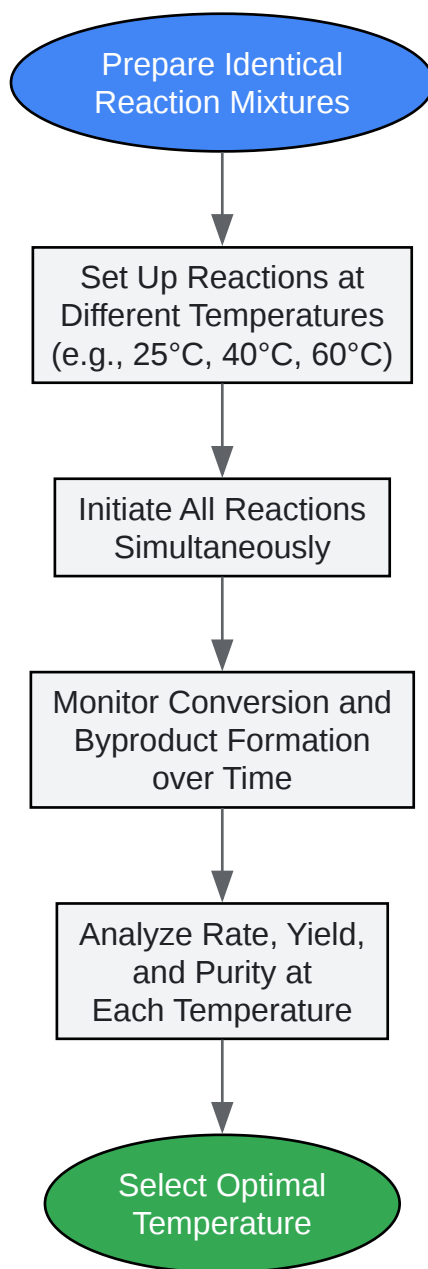 Prepare Identical
Reaction Mixtures
Set Up Reactions at
Different Temperatures
(e.g., 25°C, 40°C, 60°C)
Initiate All Reactions
Simultaneously
Monitor Conversion and
Byproduct Formation
over Time
Analyze Rate, Yield,
and Purity at
Each Temperature
Select Optimal
Temperature